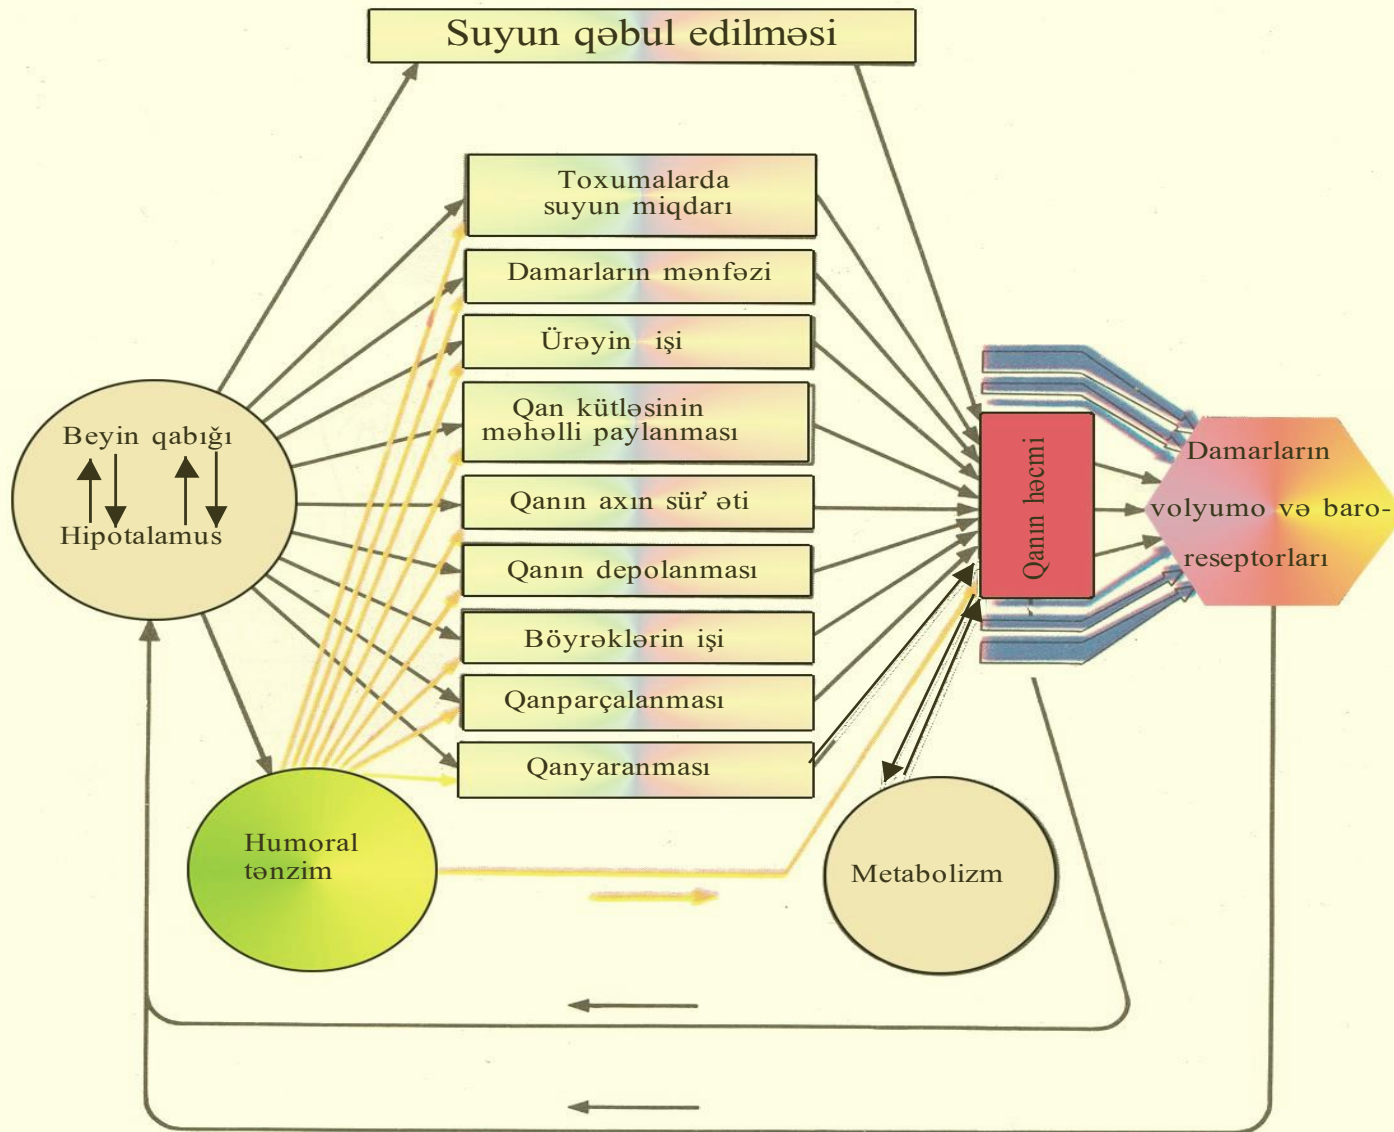 Suyun qəbul edilməsi
Toxumalarda
suyun miqdarı
Damarların mənfəzi
Ürəyin işi
Qan kütləsinin
məhəlli paylanması
Qanın axın sür’əti
Qanın depolanması
Böyrəklərin işi
Qanparçalanması
Qanyaranması
Beyin qabığı
Hipotalamus
Humoral
tənzim
Metabolizm
Qanın həcmi
Damarların
volyumo və baro-
reseptorları